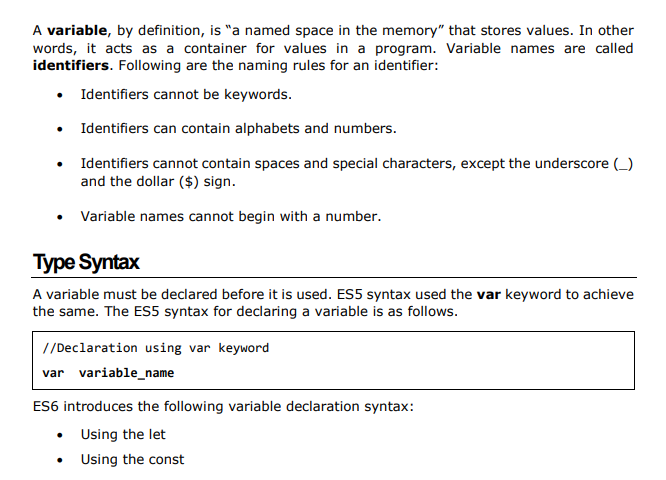 A variable, by definition, is “a named space in the memory” that stores values. In other
words, it acts as a container for values in a program. Variable names are called
identifiers. Following are the naming rules for an identifier:
• Identifiers cannot be keywords.
• Identifiers can contain alphabets and numbers.
• Identifiers cannot contain spaces and special characters, except the underscore (_)
and the dollar ($) sign.
• Variable names cannot begin with a number.
Type Syntax
A variable must be declared before it is used. ES5 syntax used the var keyword to achieve
the same. The ES5 syntax for declaring a variable is as follows.
//Declaration using var keyword
var  variable_name
ES6 introduces the following variable declaration syntax:
• Using the let
• Using the const